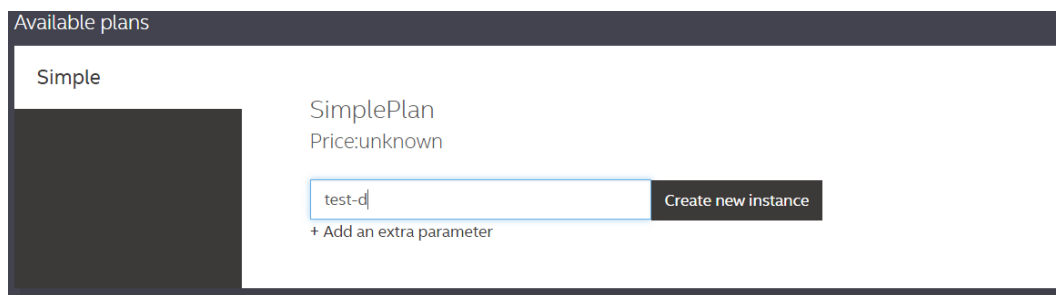 Available plans
Simple
SimplePlan
Price:unknown
test-d
Create new instance
+ Add an extra parameter